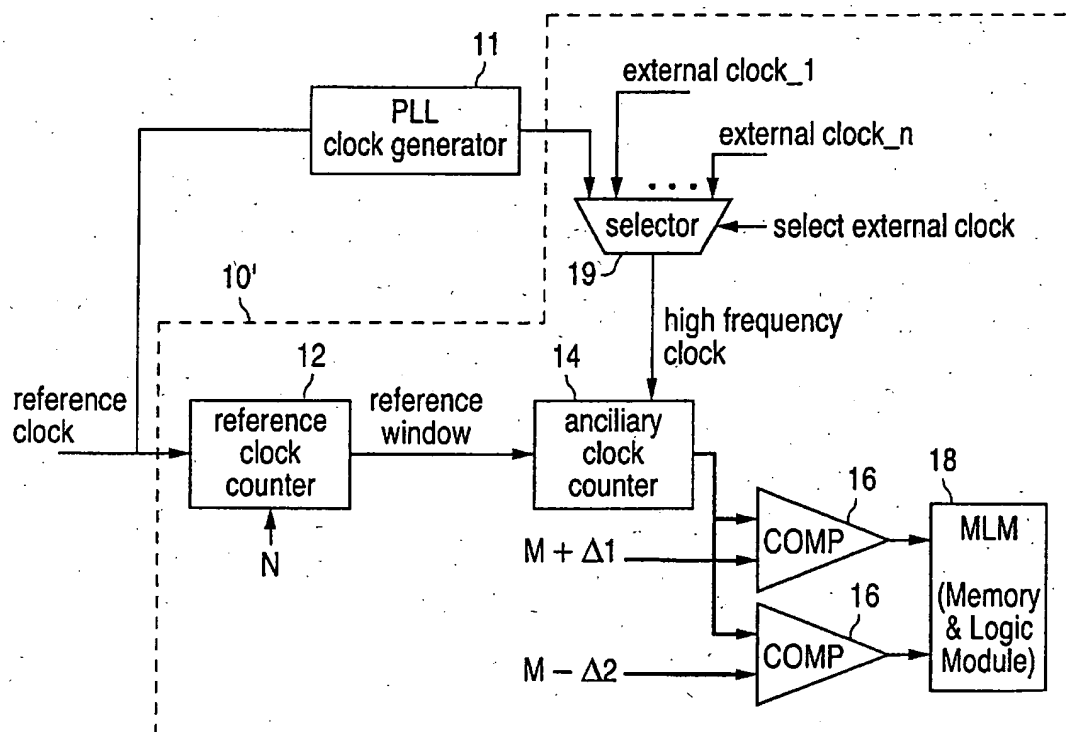 11
PLL
clock generator
external clock_1
external clock_n
• • •
selector
select external clock
19
10'
high frequency
clock
12
14
reference
clock
reference
clock
counter
reference
window
anciliary
clock
counter
N
M + Δ1
COMP
16
18
MLM
(Memory
& Logic
Module)
M − Δ2
COMP
16